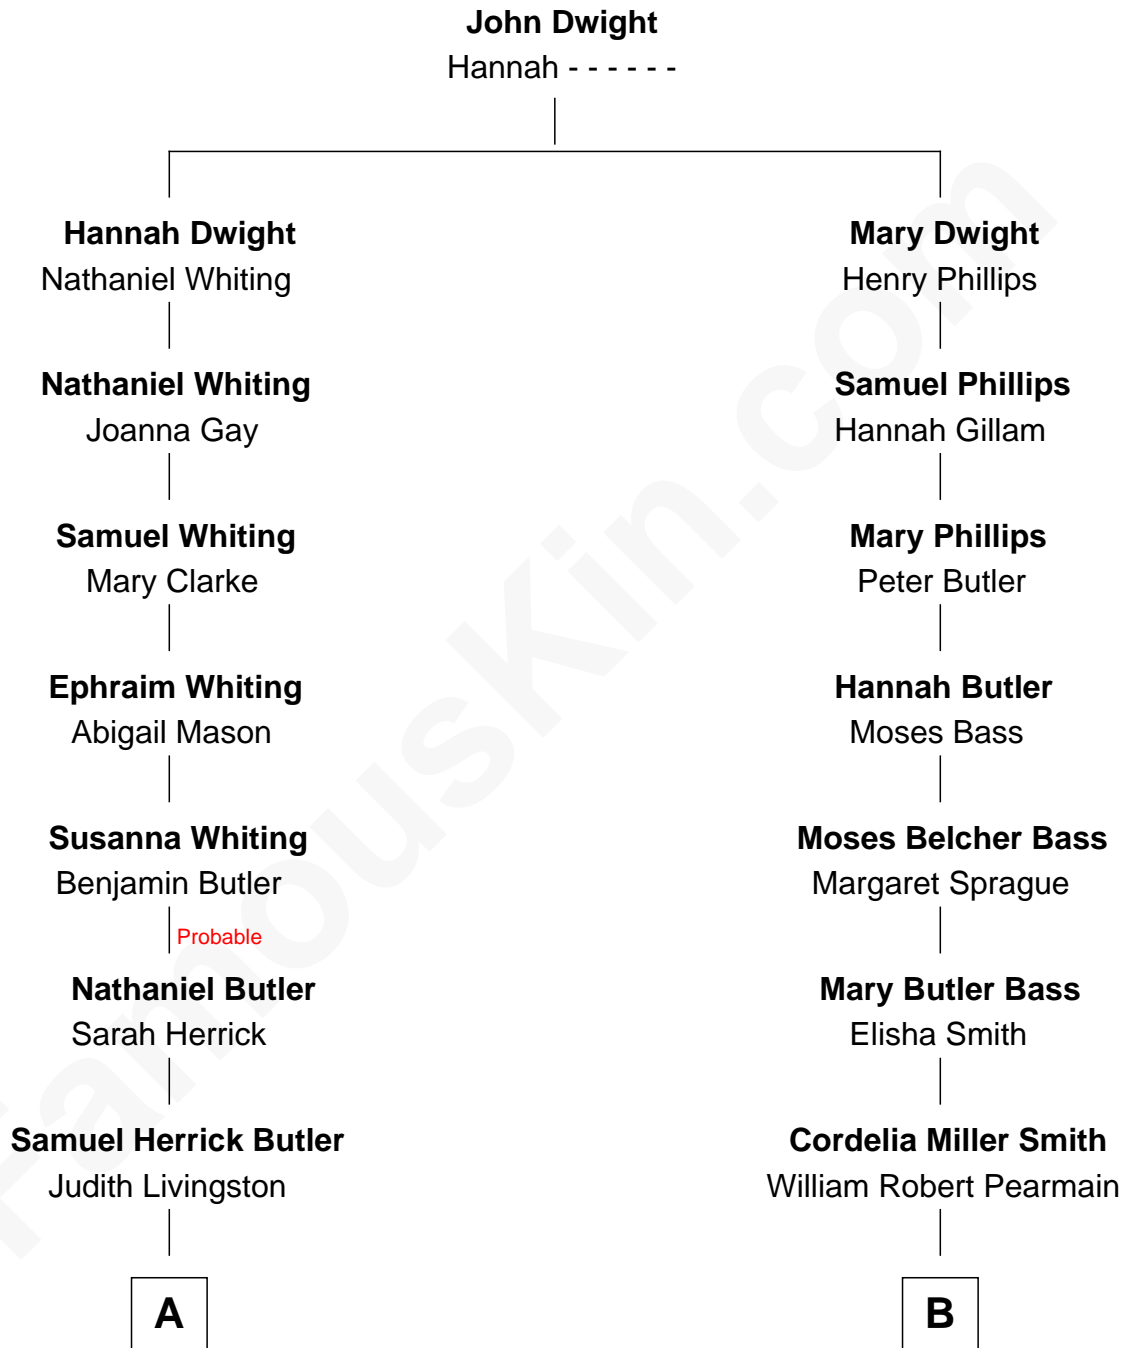 John Dwight
Hannah - - - - - -
Hannah Dwight
Nathaniel Whiting
Mary Dwight
Henry Phillips
Nathaniel Whiting
Joanna Gay
Samuel Phillips
Hannah Gillam
Samuel Whiting
Mary Clarke
Mary Phillips
Peter Butler
Ephraim Whiting
Abigail Mason
Hannah Butler
Moses Bass
Susanna Whiting
Benjamin Butler
Moses Belcher Bass
Margaret Sprague
Probable
Nathaniel Butler
Sarah Herrick
Mary Butler Bass
Elisha Smith
Samuel Herrick Butler
Judith Livingston
Cordelia Miller Smith
William Robert Pearmain
A
B
FamousKin.com